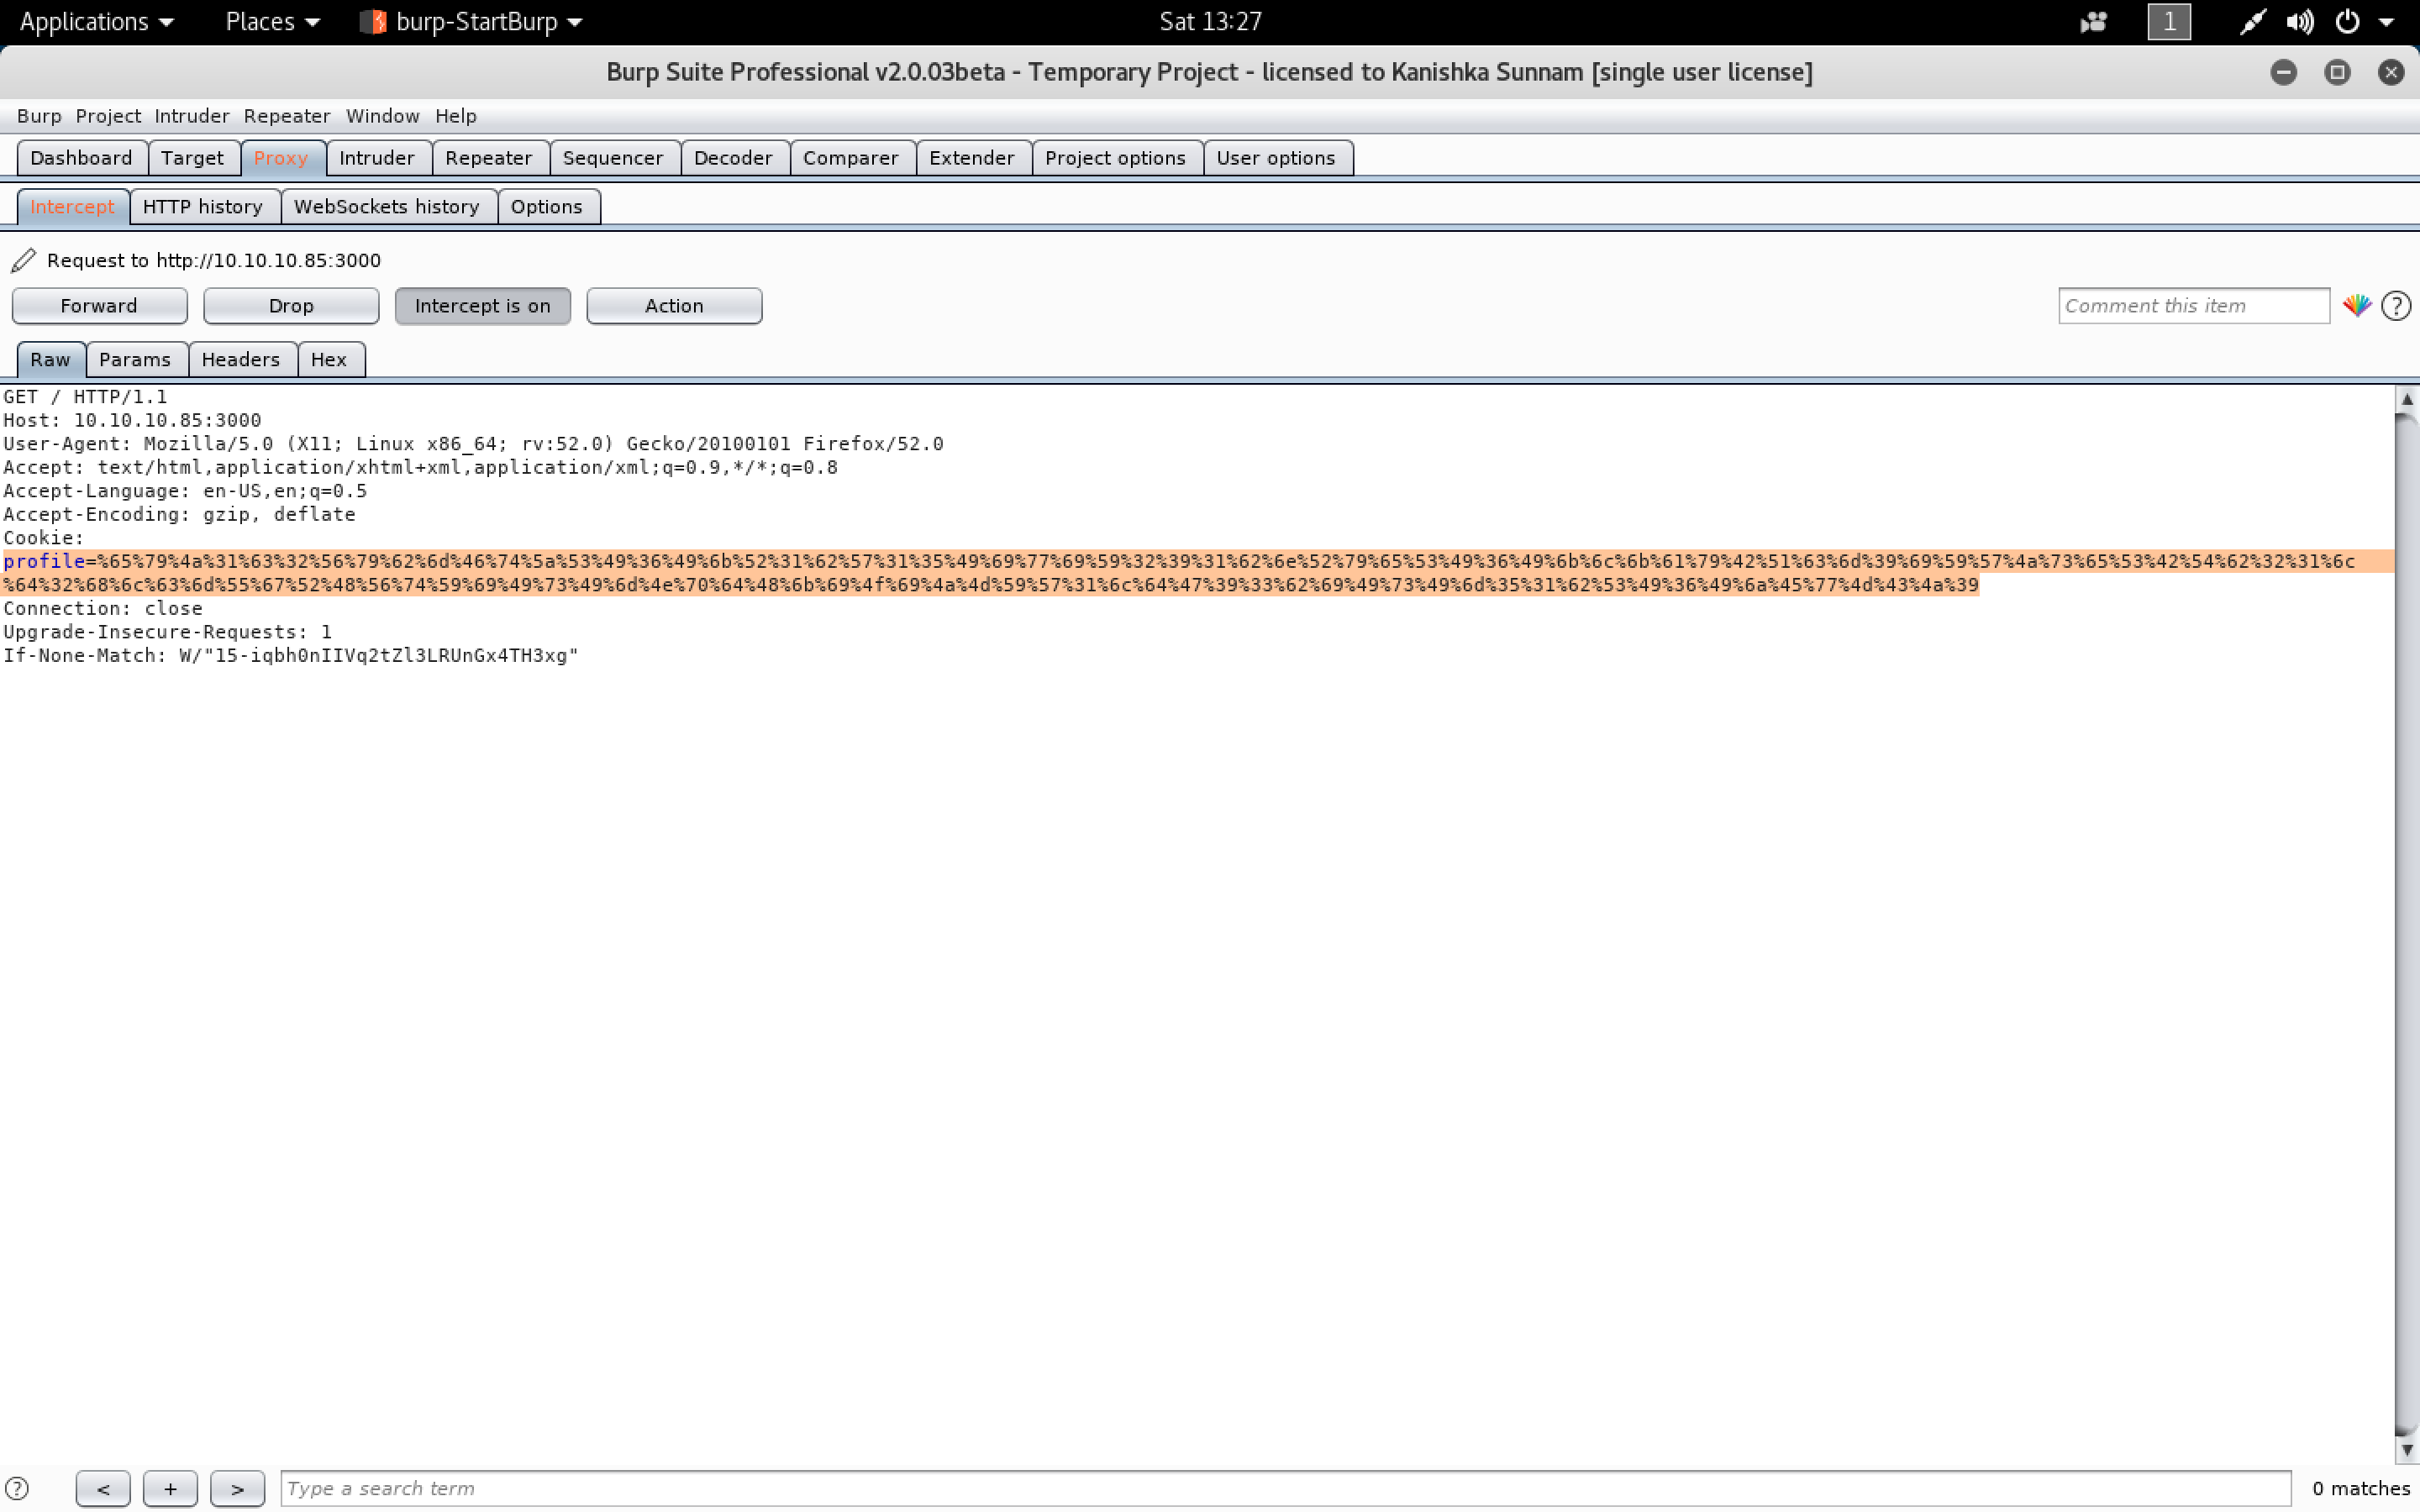 Applications Places burp-StartBurp Sat 13:27 1
Burp Suite Professional v2.0.03beta - Temporary Project - licensed to Kanishka Sunnam [single user license]
Burp Project Intruder Repeater Window Help
Dashboard Target Proxy Intruder Repeater Sequencer Decoder Comparer Extender Project options User options
Intercept HTTP history WebSockets history Options
Request to http://10.10.10.85:3000
Forward Drop Intercept is on Action Comment this item ?
Raw Params Headers Hex
GET / HTTP/1.1
Host: 10.10.10.85:3000
User-Agent: Mozilla/5.0 (X11; Linux x86_64; rv:52.0) Gecko/20100101 Firefox/52.0
Accept: text/html,application/xhtml+xml,application/xml;q=0.9,*/*;q=0.8
Accept-Language: en-US,en;q=0.5
Accept-Encoding: gzip, deflate
Cookie:
profile=%65%79%4a%31%63%32%56%79%62%6d%46%74%5a%53%49%36%49%6b%52%31%62%57%31%35%49%69%77%69%59%32%39%31%62%6e%52%79%65%53%49%36%49%6b%6c%6b%61%79%42%51%63%6d%39%69%59%57%4a%73%65%53%42%54%62%32%31%6c
%64%32%68%6c%63%6d%55%67%52%48%56%74%59%69%49%73%49%6d%4e%70%64%48%6b%69%4f%69%4a%4d%59%57%31%6c%64%47%39%33%62%69%49%73%49%6d%35%31%62%53%49%36%49%6a%45%77%4d%43%4a%39
Connection: close
Upgrade-Insecure-Requests: 1
If-None-Match: W/"15-iqbh0nIIVq2tZl3LRUnGx4TH3xg"
? < + > Type a search term 0 matches